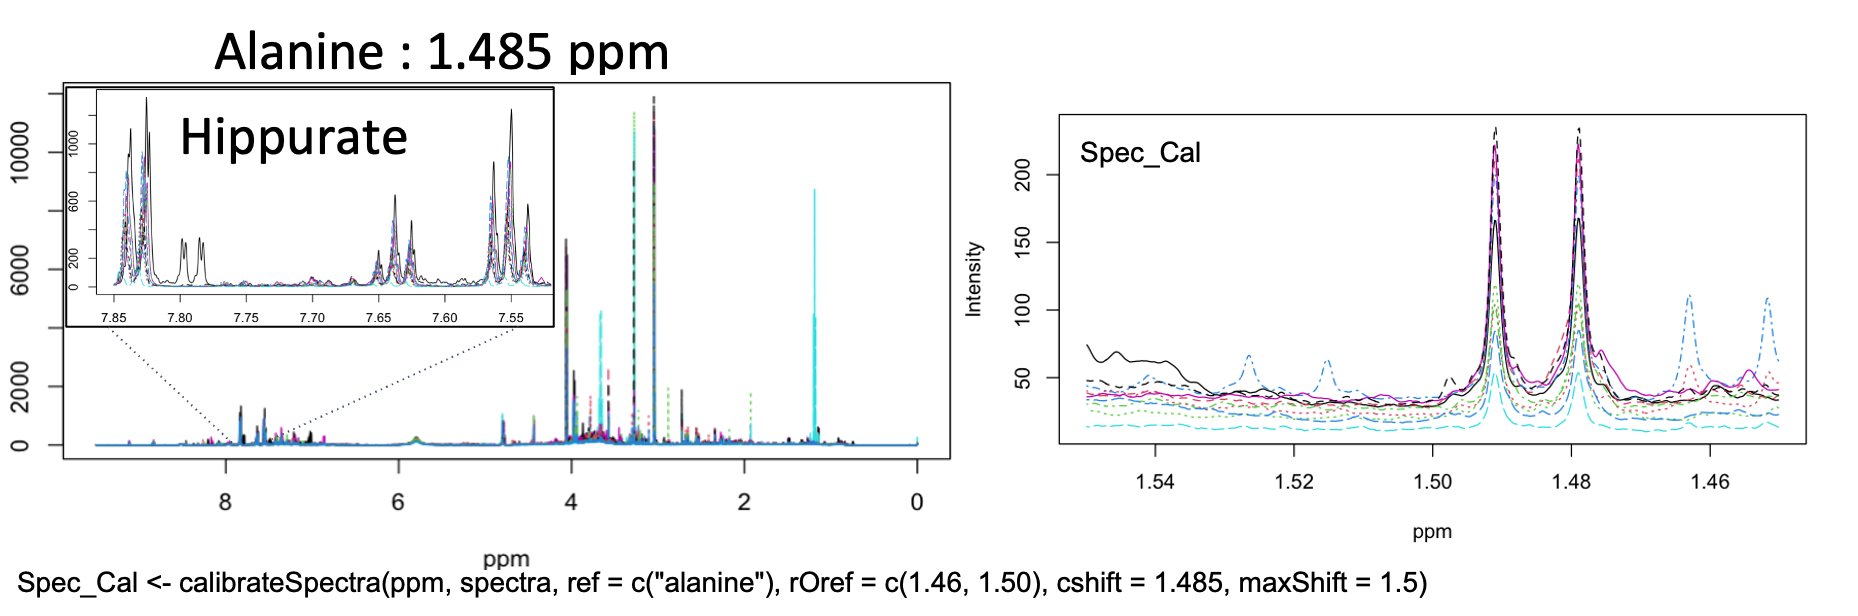 Alanine : 1.485 ppm
Hippurate
1000
600
200
0
7.85 7.80 7.75 7.70 7.65 7.60 7.55
10000
6000
2000
0
8 6 4 2 0
ppm
Spec_Cal
Intensity
200
150
100
50
1.54 1.52 1.50 1.48 1.46
ppm
Spec_Cal <- calibrateSpectra(ppm, spectra, ref = c("alanine"), rOref = c(1.46, 1.50), cshift = 1.485, maxShift = 1.5)